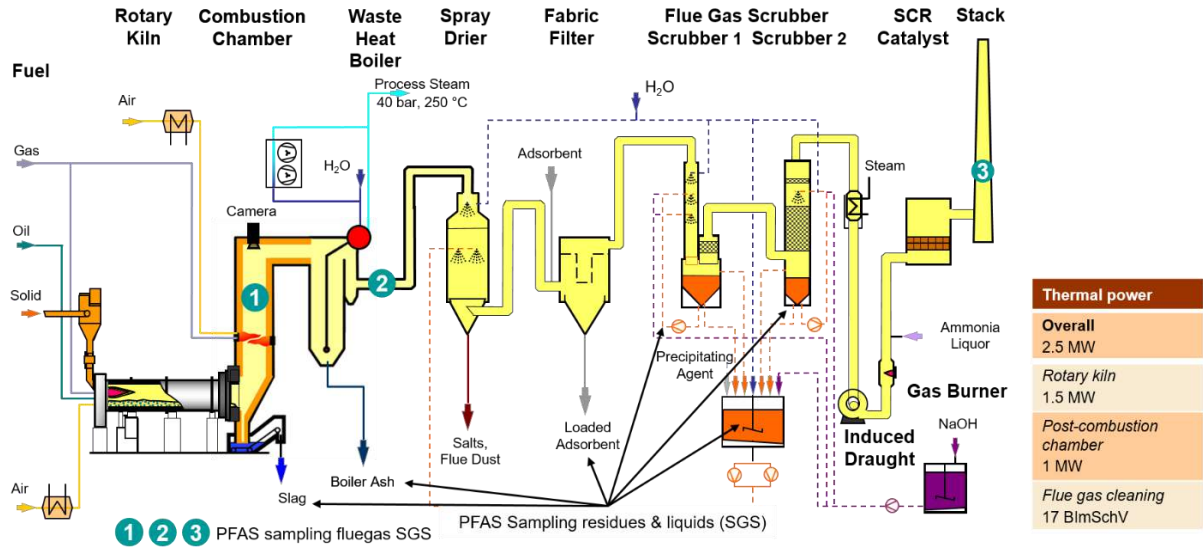 Rotary
Kiln
Combustion
Chamber
Waste
Heat
Boiler
Spray
Drier
Fabric
Filter
Flue Gas Scrubber
Scrubber 1 Scrubber 2
SCR
Catalyst
Stack
Fuel
Air
Gas
Oil
Solid
Air
Camera
H2O
Process Steam
40 bar, 250 °C
Adsorbent
H2O
Steam
1
2
3
Ammonia
Liquor
Gas Burner
NaOH
Induced
Draught
Precipitating
Agent
Salts,
Flue Dust
Loaded
Adsorbent
Boiler Ash
Slag
PFAS Sampling residues & liquids (SGS)
1 2 3 PFAS sampling fluegas SGS
Thermal power
Overall
2.5 MW
Rotary kiln
1.5 MW
Post-combustion
chamber
1 MW
Flue gas cleaning
17 BImSchV